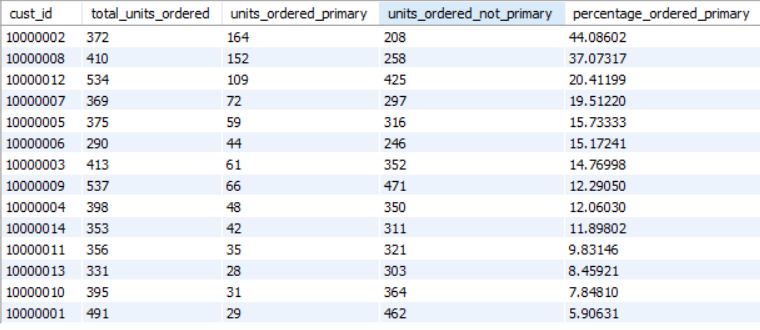 cust_id total_units_ordered units_ordered_primary units_ordered_not_primary percentage_ordered_primary
10000002 372 164 208 44.08602
10000008 410 152 258 37.07317
10000012 534 109 425 20.41199
10000007 369 72 297 19.51220
10000005 375 59 316 15.73333
10000006 290 44 246 15.17241
10000003 413 61 352 14.76998
10000009 537 66 471 12.29050
10000004 398 48 350 12.06030
10000014 353 42 311 11.89802
10000011 356 35 321 9.83146
10000013 331 28 303 8.45921
10000010 395 31 364 7.84810
10000001 491 29 462 5.90631